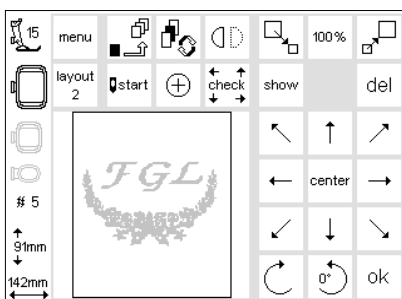 15 menu 100%
layout
2
start check show del
FGL
center
# 5
91mm
142mm
0° ok